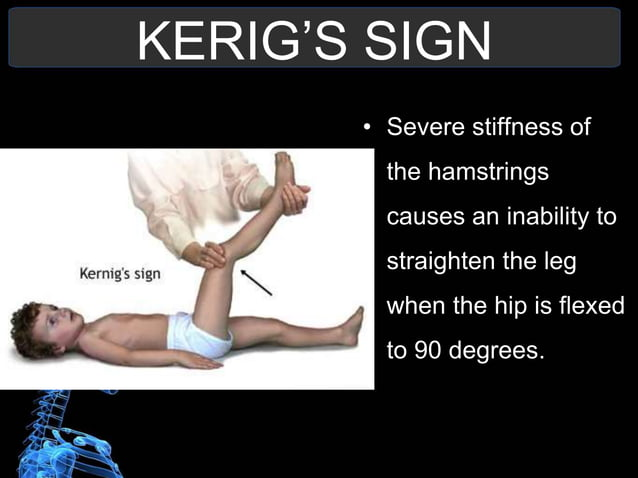 KERIG’S SIGN
• Severe stiffness of
the hamstrings
causes an inability to
straighten the leg
when the hip is flexed
to 90 degrees.
Kernig's sign